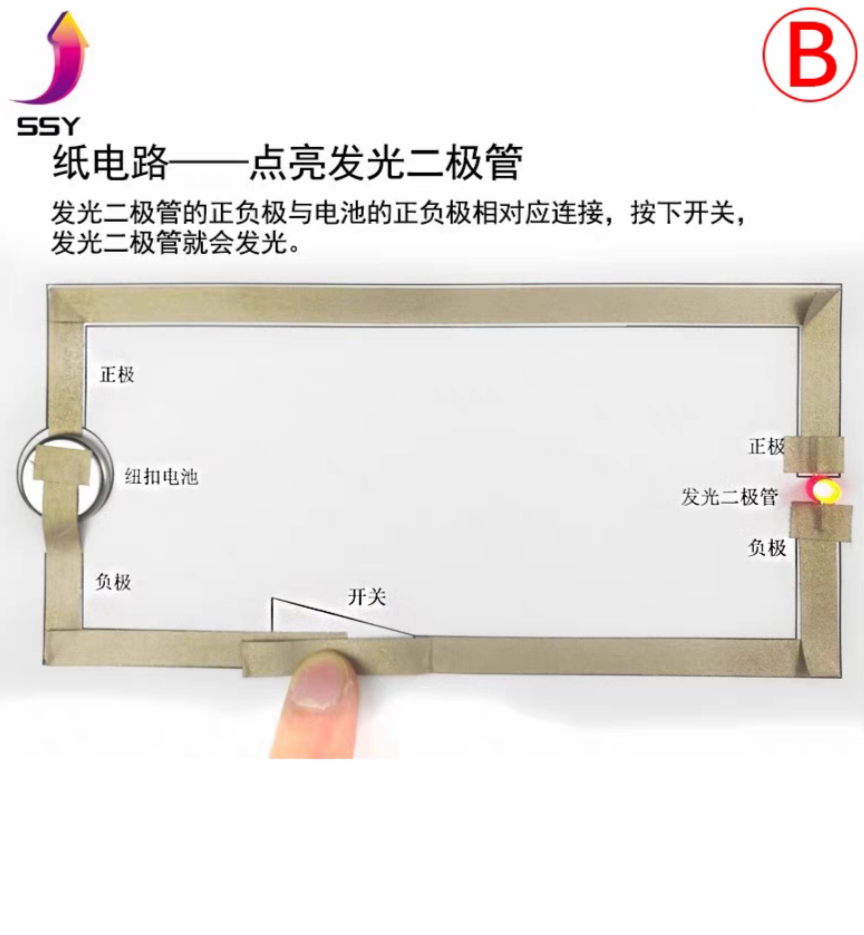 B
SSY
纸电路——点亮发光二极管
发光二极管的正负极与电池的正负极相对应连接，按下开关，
发光二极管就会发光。
正极
正极
纽扣电池
发光二极管
负极
负极
开关